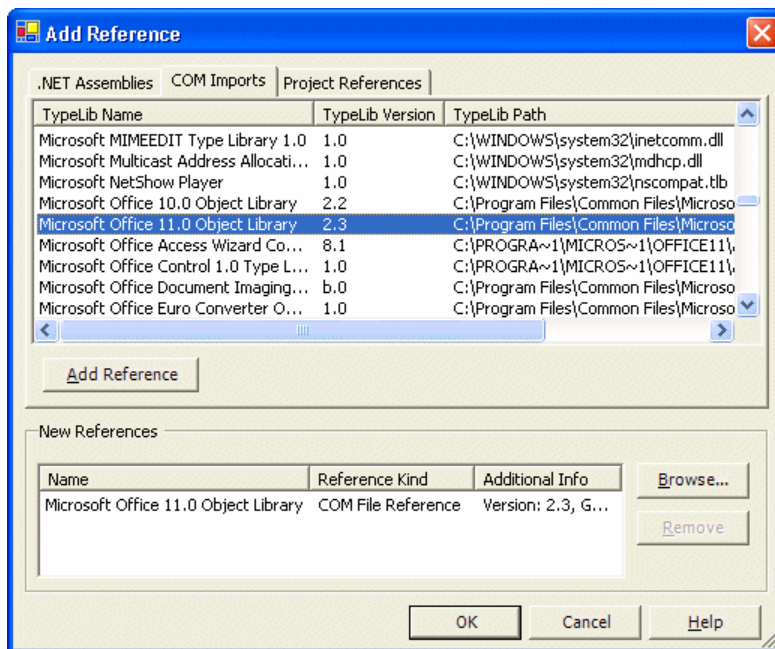 Add Reference
.NET Assemblies COM Imports Project References
TypeLib Name TypeLib Version TypeLib Path
Microsoft MIMEEDIT Type Library 1.0 1.0 C:\WINDOWS\system32\inetcomm.dll
Microsoft Multicast Address Allocati... 1.0 C:\WINDOWS\system32\mdhcp.dll
Microsoft NetShow Player 1.0 C:\WINDOWS\system32\nscompat.tlb
Microsoft Office 10.0 Object Library 2.2 C:\Program Files\Common Files\Microso
Microsoft Office 11.0 Object Library 2.3 C:\Program Files\Common Files\Microso
Microsoft Office Access Wizard Co... 8.1 C:\PROGRA~1\MICROS~1\OFFICE11\
Microsoft Office Control 1.0 Type L... 1.0 C:\PROGRA~1\MICROS~1\OFFICE11\
Microsoft Office Document Imaging... b.0 C:\Program Files\Common Files\Microso
Microsoft Office Euro Converter O... 1.0 C:\Program Files\Common Files\Microso
Add Reference
New References
Name Reference Kind Additional Info
Microsoft Office 11.0 Object Library COM File Reference Version: 2.3, G...
Browse...
Remove
OK Cancel Help